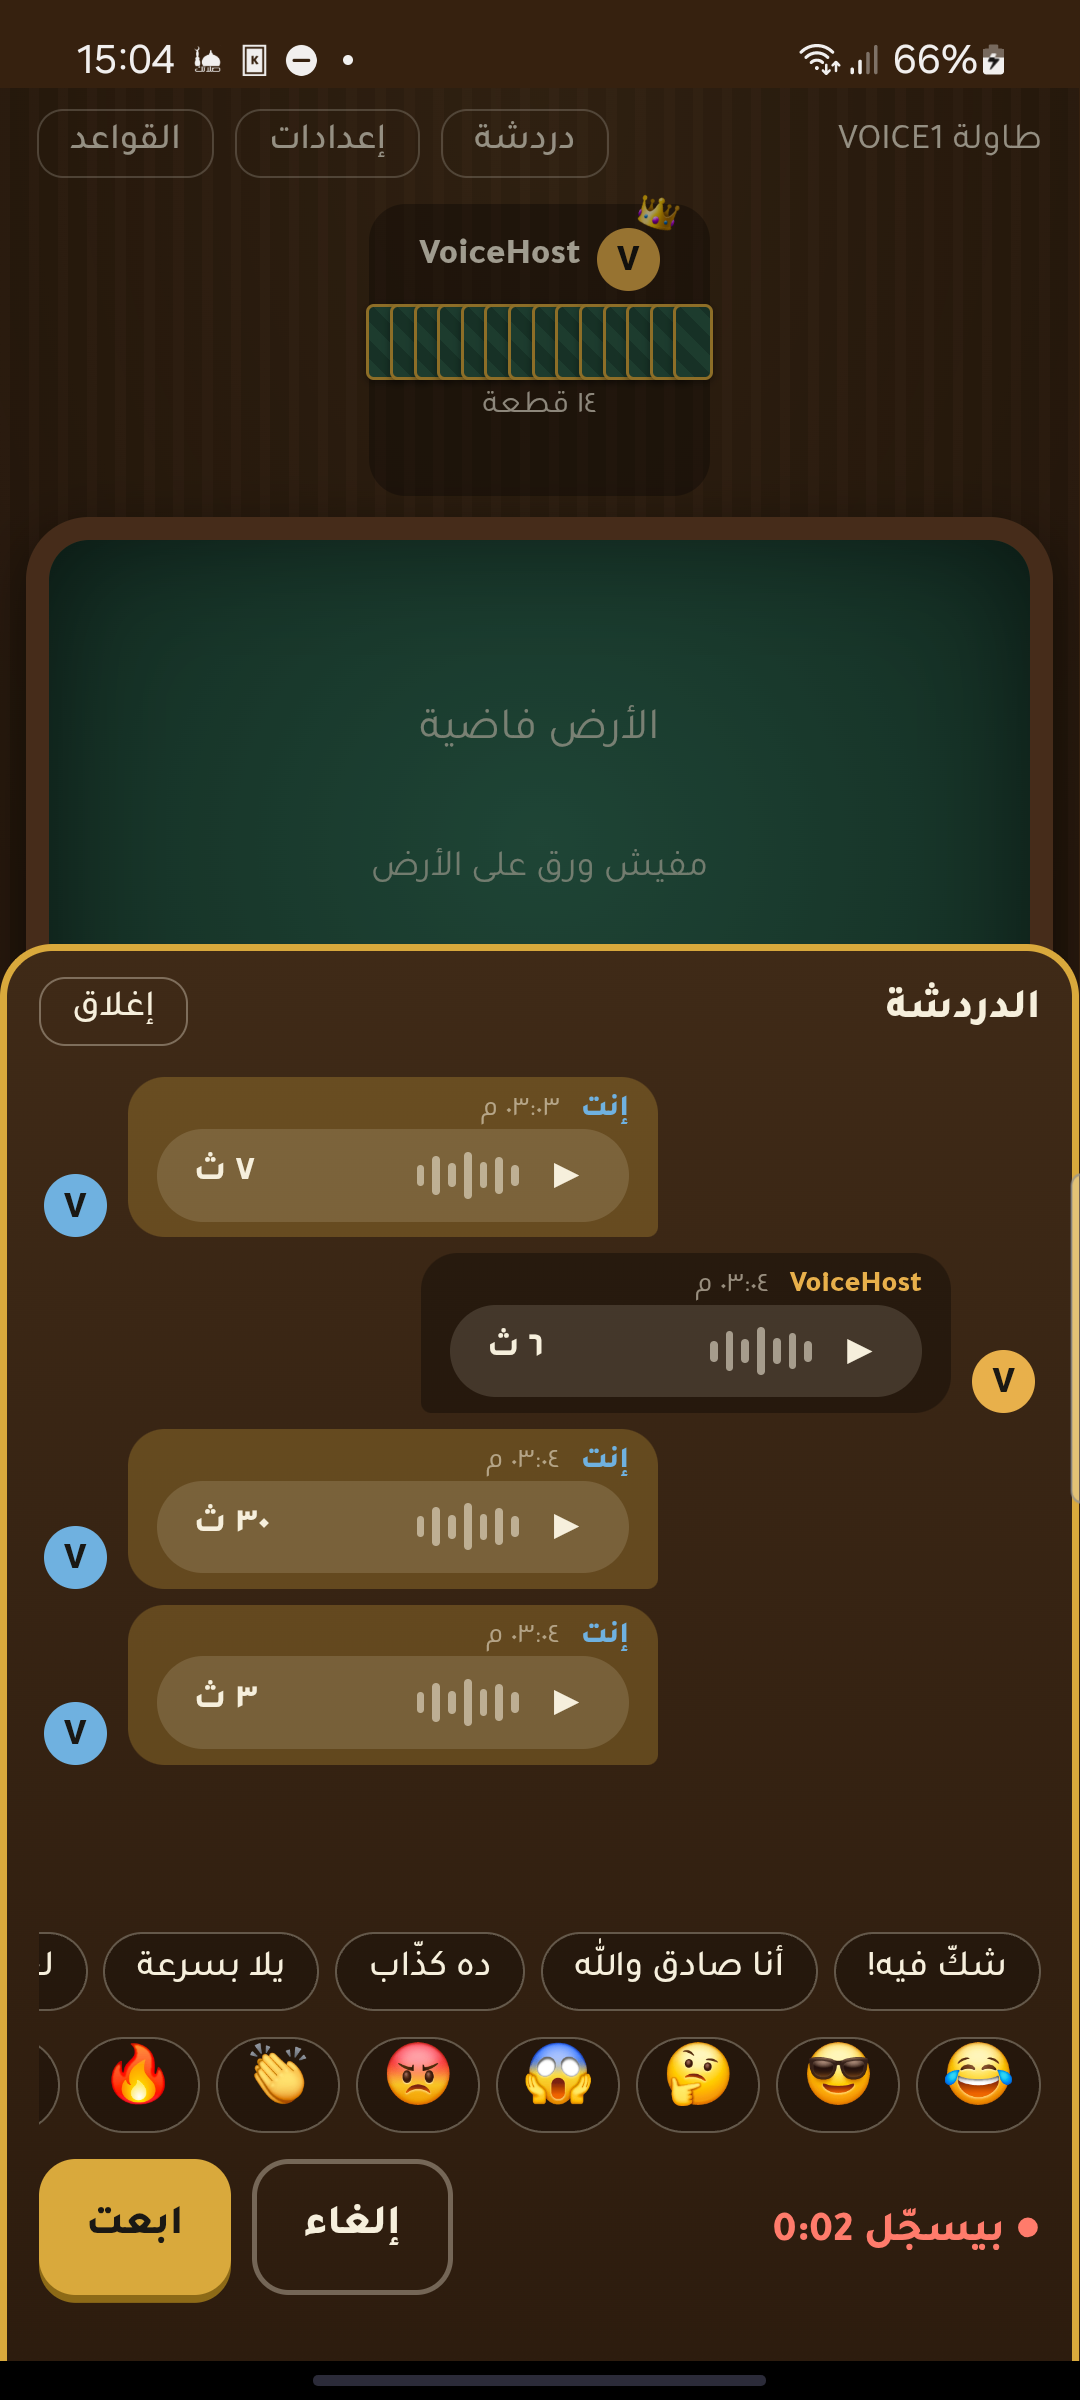 15:04 66%
طاولة VOICE1 دردشة إعدادات القواعد
V VoiceHost
١٤ قطعة
الأرض فاضية
مفيش ورق على الأرض
الدردشة إغلاق
إنت ٠٣:٠٣ م
٧ ث
V
VoiceHost ٠٣:٠٤ م
٦ ث
V
إنت ٠٣:٠٤ م
٣٠ ث
V
إنت ٠٣:٠٤ م
٣ ث
V
شكّ فيه! أنا صادق والله ده كذّاب يلا بسرعة
بيسجّل 0:02 إلغاء ابعت